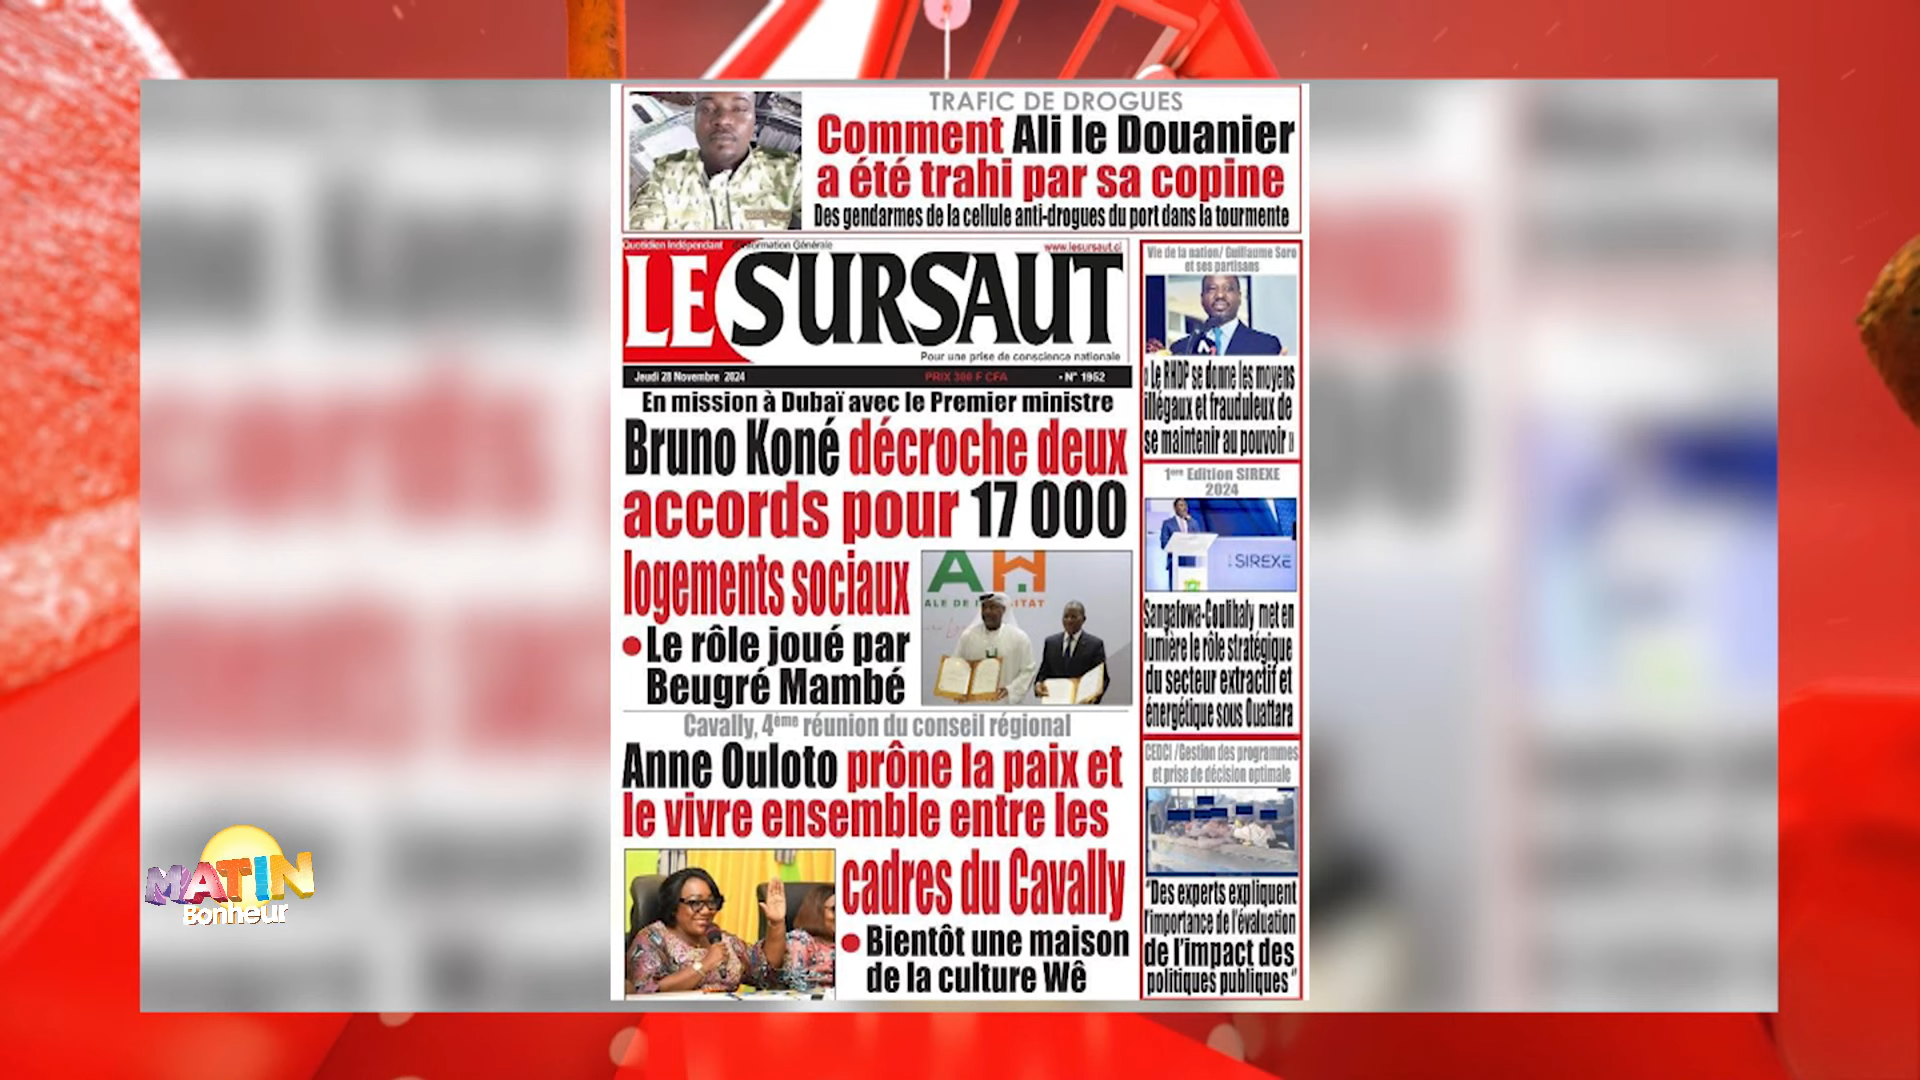 TRAFIC DE DROGUES
Comment Ali le Douanier
a été trahi par sa copine
Des gendarmes de la cellule anti-drogues du port dans la tourmente
Quotidien Indépendant d'Information Générale
www.lesursaut.ci
LE SURSAUT
Pour une prise de conscience nationale
Jeudi 28 Novembre 2024
PRIX 300 F CFA
- N° 1952
En mission à Dubaï avec le Premier ministre
Bruno Koné décroche deux
accords pour 17 000
logements sociaux
• Le rôle joué par
Beugré Mambé
AH
Cavally, 4ème réunion du conseil régional
Anne Ouloto prône la paix et
le vivre ensemble entre les
cadres du Cavally
• Bientôt une maison
de la culture Wê
Vie de la nation/ Guillaume Soro
et ses partisans
« Le RHDP se donne les moyens
illégaux et frauduleux de
se maintenir au pouvoir »
1ère Edition SIREXE
2024
SIREXE
Sangafowa-Coulibaly met en
lumière le rôle stratégique
du secteur extractif et
énergétique sous Ouattara
CEDCI /Gestion des programmes
et prise de décision optimale
"Des experts expliquent
l'importance de l'évaluation
de l'impact des
politiques publiques"
MATIN
Bonheur